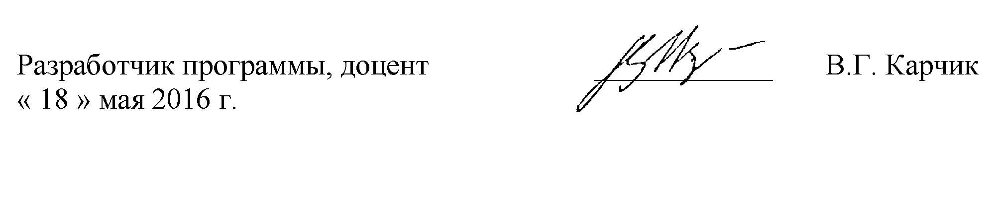 Разработчик программы, доцент В.Г. Карчик
« 18 » мая 2016 г.